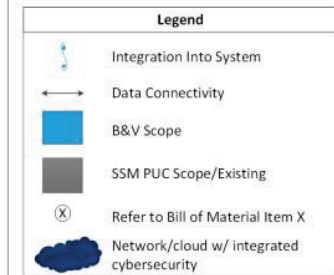 Legend
Integration Into System
Data Connectivity
B&V Scope
SSM PUC Scope/Existing
X Refer to Bill of Material Item X
Network/cloud w/ integrated
cybersecurity